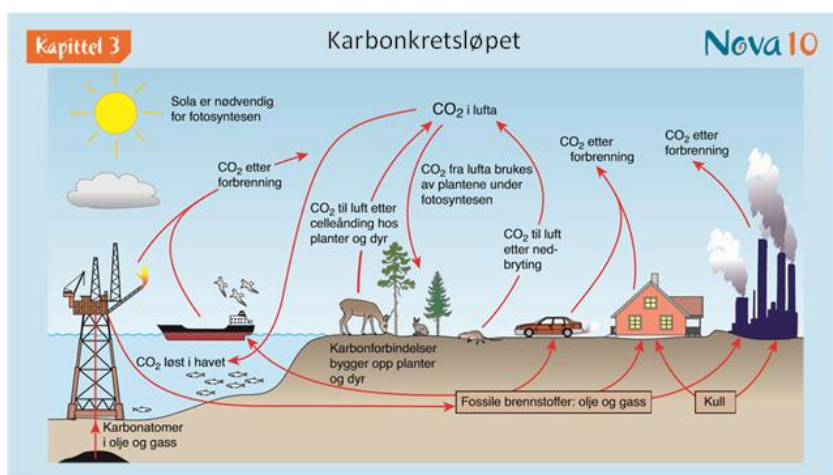 Kapittel 3
Karbonkretsløpet
Nova 10
Sola er nødvendig
for fotosyntesen
CO₂ i lufta
CO₂ etter
forbrenning
CO₂ til luft etter
celleånding hos
planter og dyr
CO₂ fra lufta brukes
av plantene under
fotosyntesen
CO₂ til luft
etter ned-
bryting
CO₂ etter
forbrenning
CO₂ etter
forbrenning
CO₂ løst i havet
Karbonforbindelser
bygger opp planter
og dyr
Fossile brennstoffer: olje og gass
Kull
Karbonatomer
i olje og gass